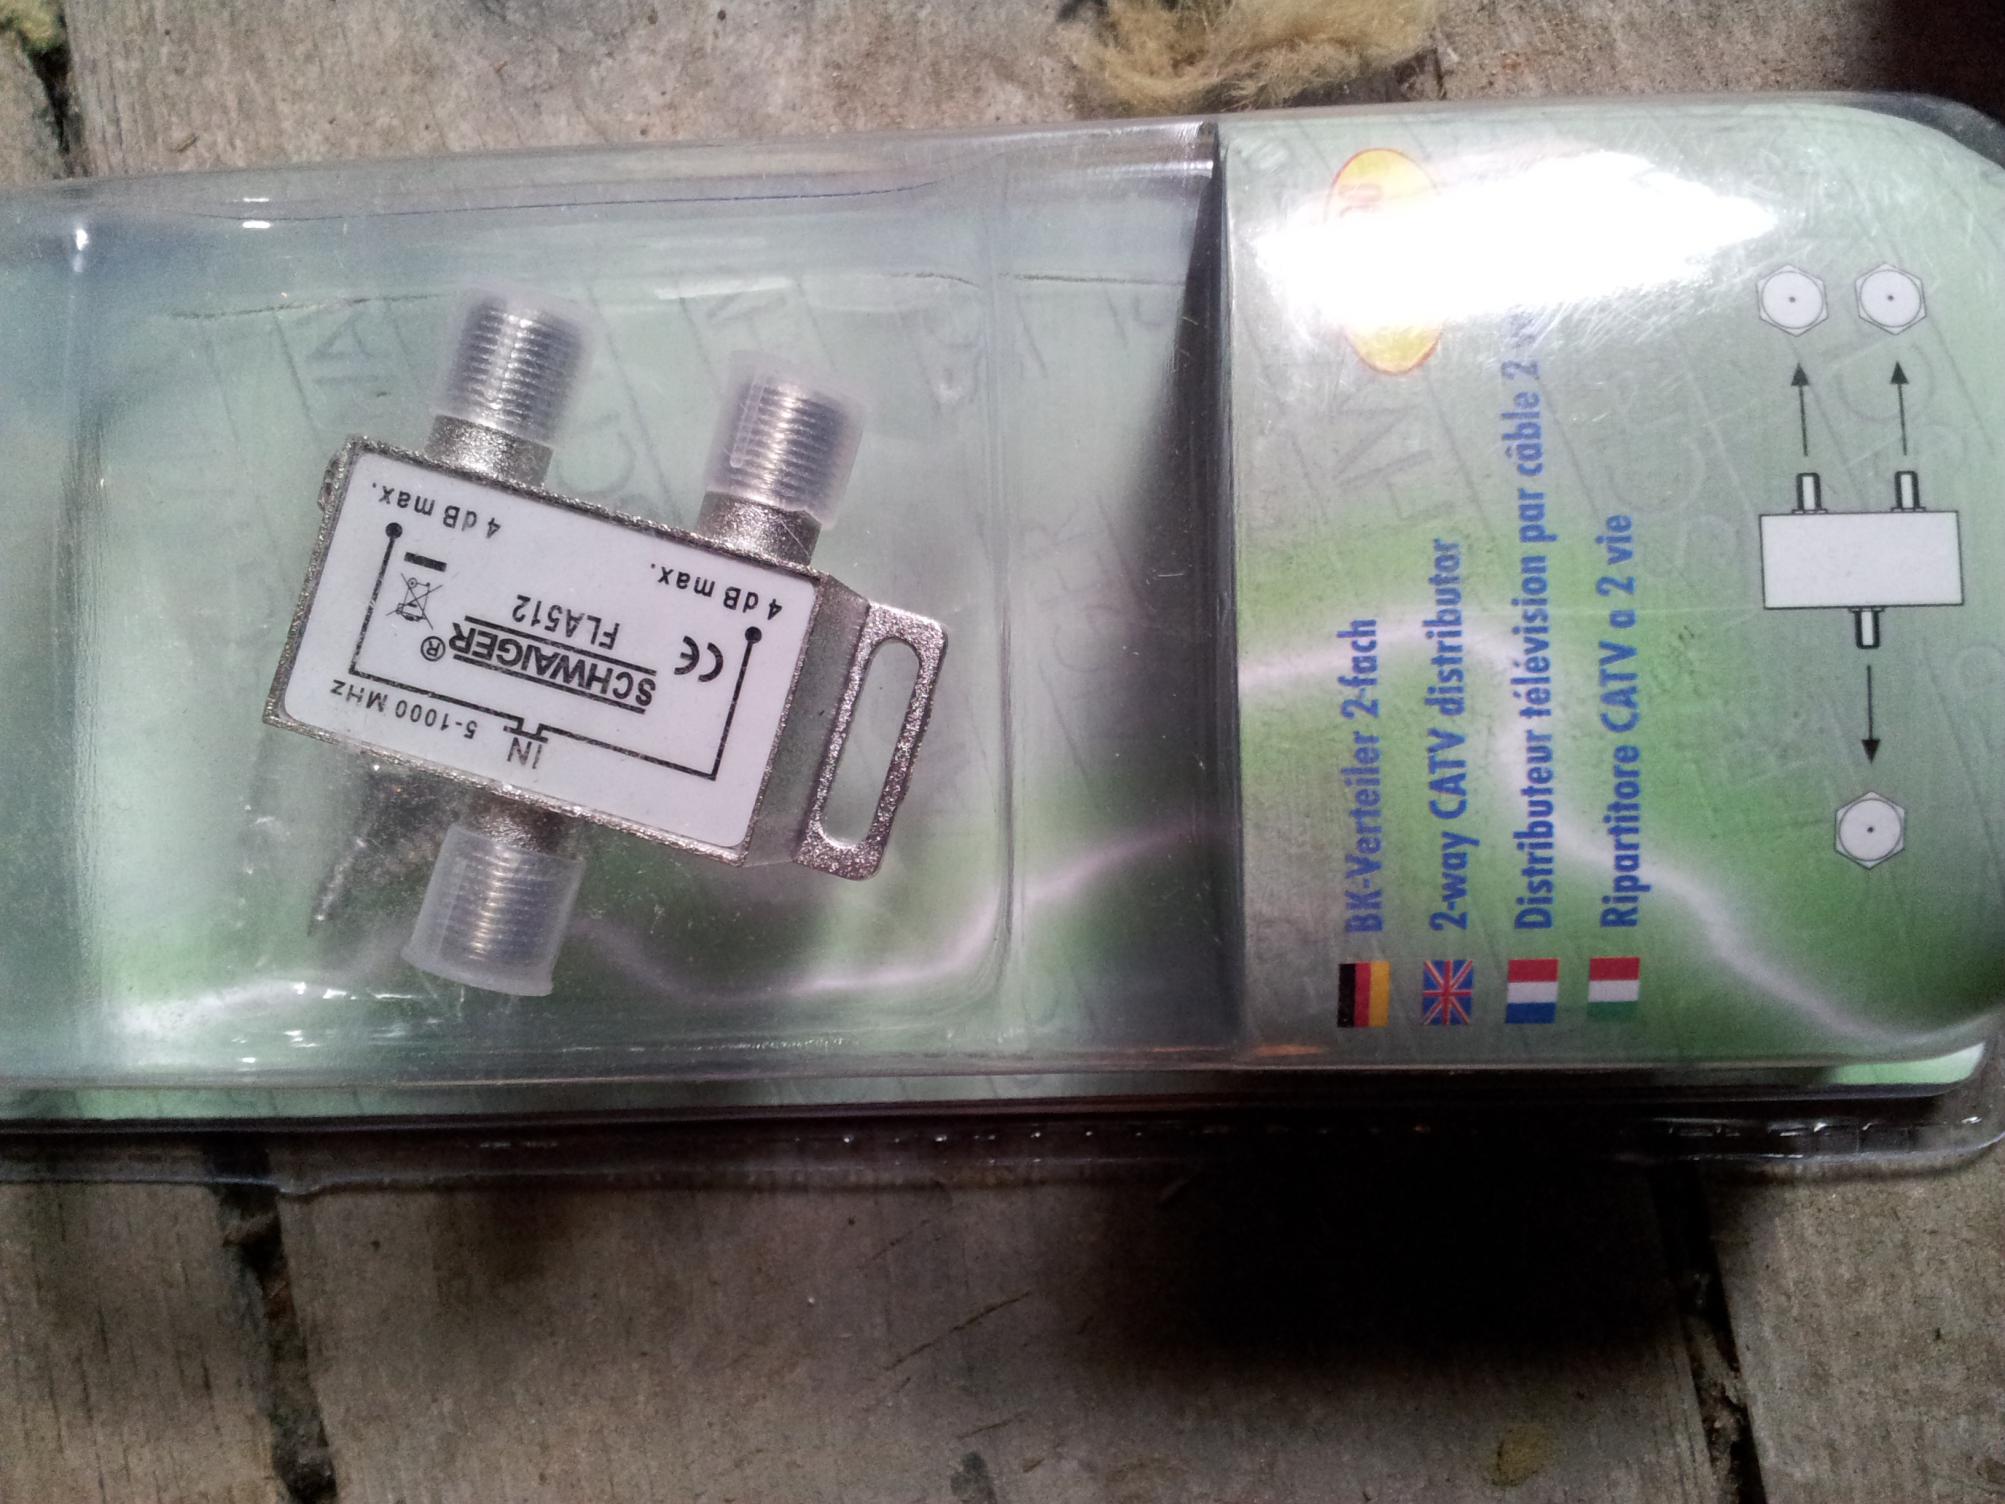 4 dB max.
4 dB max.
CE
SCHWAIGER®
FLA512
IN
5-1000 MHz
BK-Verteiler 2-fach
2-way CATV distributor
Distributeur télévision par câble 2
Ripartitore CATV a 2 vie